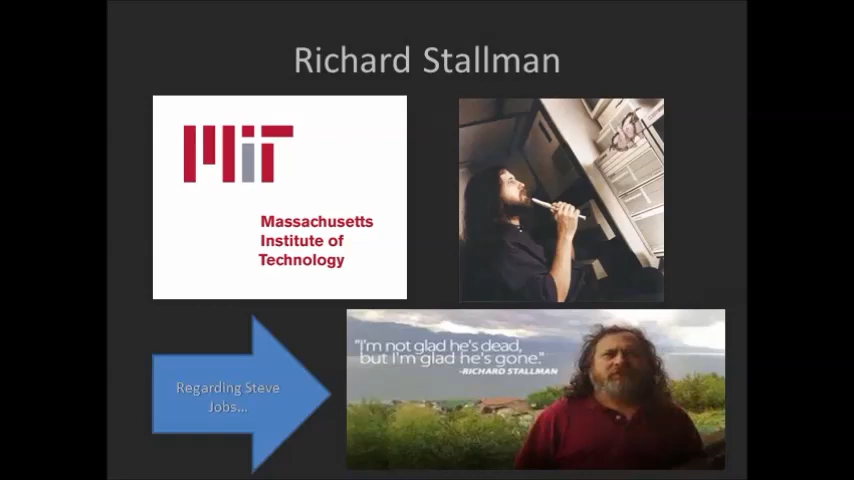 Richard Stallman
MIT
Massachusetts
Institute of
Technology
Regarding Steve
Jobs...
"I'm not glad he's dead,
but I'm glad he's gone."
-RICHARD STALLMAN